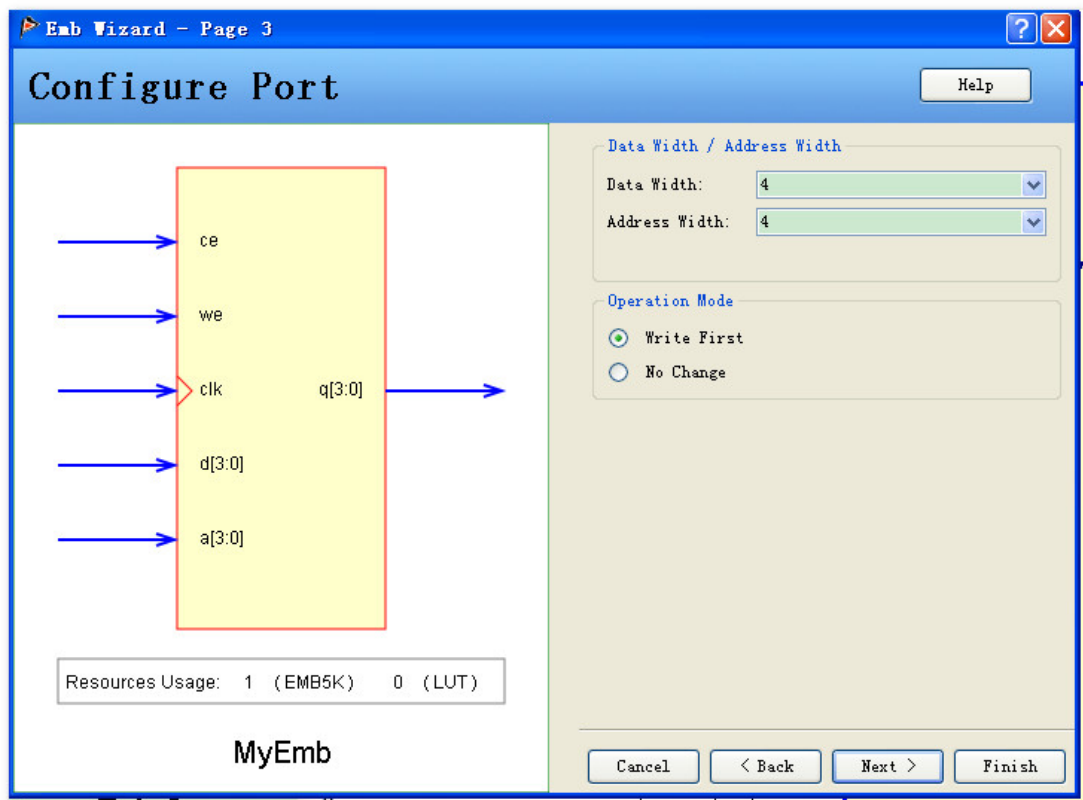 Emb Wizard - Page 3
Configure Port
Help
ce
we
clk
q[3:0]
d[3:0]
a[3:0]
Resources Usage: 1 (EMB5K) 0 (LUT)
MyEmb
Data Width / Address Width
Data Width: 4
Address Width: 4
Operation Mode
Write First
No Change
Cancel
< Back
Next >
Finish